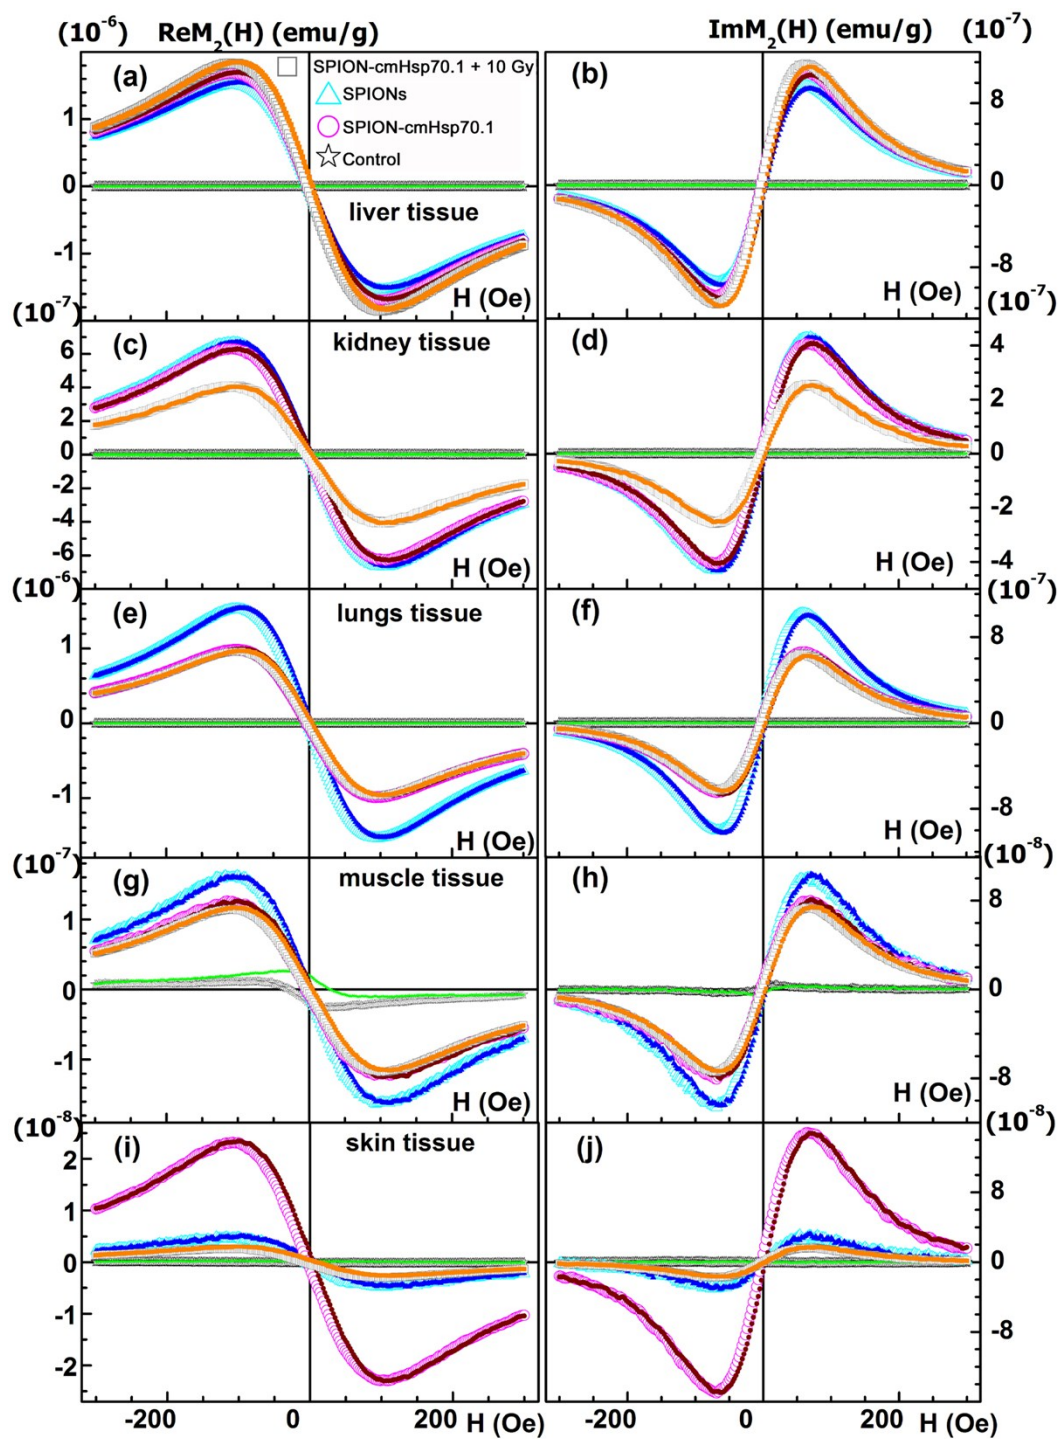 (10⁻⁶) ReM₂(H) (emu/g) ImM₂(H) (emu/g) (10⁻⁷)
(a) SPION-cmHsp70.1 + 10 Gy (b)
SPIONs
SPION-cmHsp70.1
Control
1 8
0 0
liver tissue
-1 -8
(10⁻⁷) H (Oe) H (Oe) (10⁻⁷)
(c) kidney tissue (d)
6 4
4 2
2
0 0
-2
-4 -2
-6 -4
(10⁻⁶) H (Oe) H (Oe) (10⁻⁷)
(e) lungs tissue (f)
1 8
0 0
-1 -8
(10⁻⁷) H (Oe) H (Oe) (10⁻⁸)
(g) muscle tissue (h)
1 8
0 0
-1 -8
(10⁻⁸) H (Oe) H (Oe) (10⁻⁸)
(i) skin tissue (j)
2
1 8
0 0
-1 -8
-2
-200 0 200 H (Oe) -200 0 200 H (Oe)